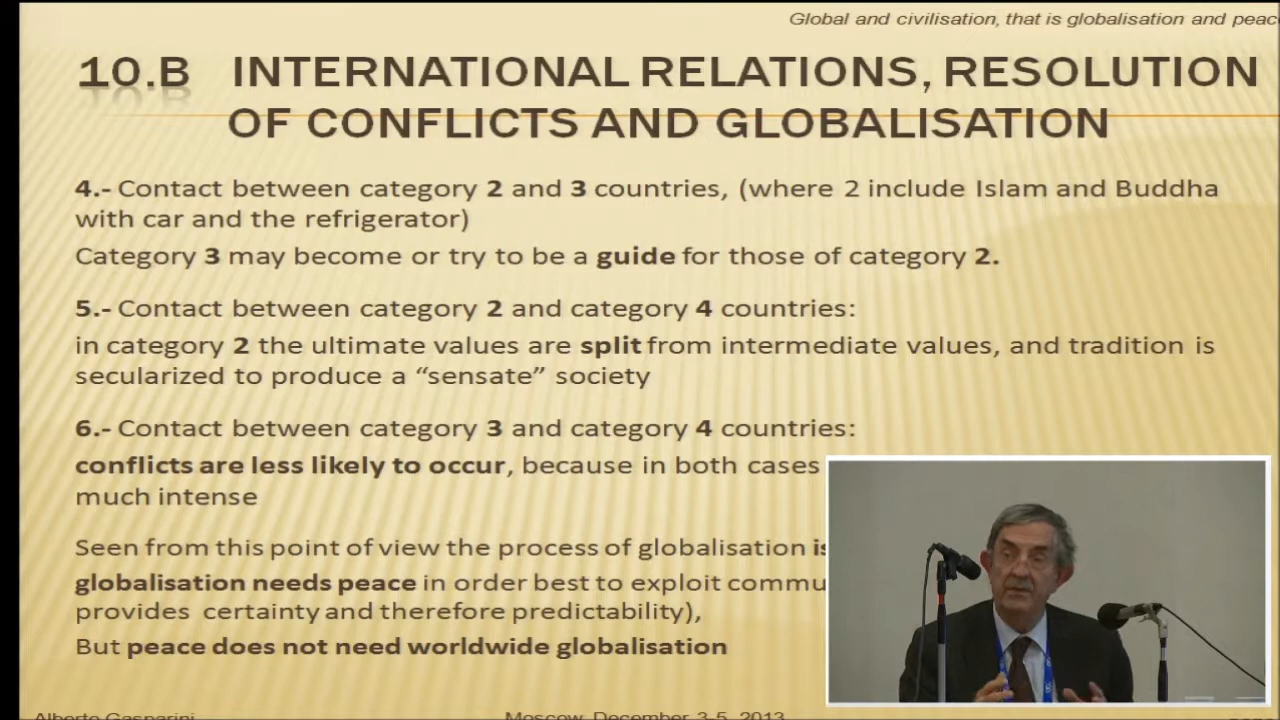 Global and civilisation, that is globalisation and peac
10.B INTERNATIONAL RELATIONS, RESOLUTION
OF CONFLICTS AND GLOBALISATION
4.- Contact between category 2 and 3 countries, (where 2 include Islam and Buddha
with car and the refrigerator)
Category 3 may become or try to be a guide for those of category 2.
5.- Contact between category 2 and category 4 countries:
in category 2 the ultimate values are split from intermediate values, and tradition is
secularized to produce a “sensate” society
6.- Contact between category 3 and category 4 countries:
conflicts are less likely to occur, because in both cases
much intense
Seen from this point of view the process of globalisation is
globalisation needs peace in order best to exploit commu
provides certainty and therefore predictability),
But peace does not need worldwide globalisation
Alberto Gasparini
Moscow, December 3-5, 2013